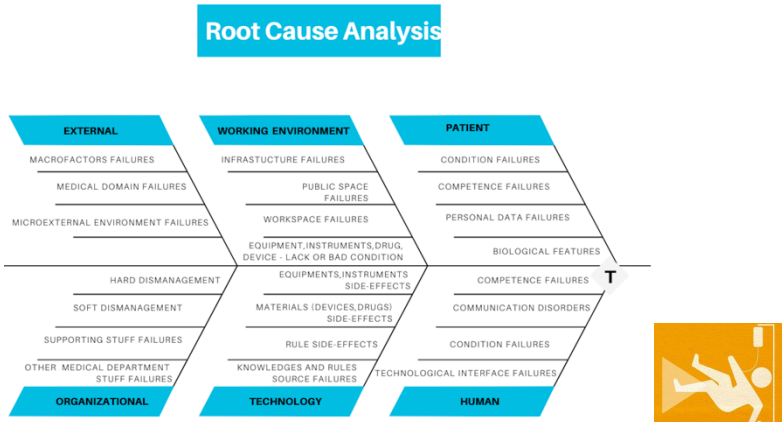 Root Cause Analysis
EXTERNAL
MACROFACTORS FAILURES
MEDICAL DOMAIN FAILURES
MICROEXTERNAL ENVIRONMENT FAILURES
WORKING ENVIRONMENT
INFRASTUCTURE FAILURES
PUBLIC SPACE
FAILURES
WORKSPACE FAILURES
EQUIPMENT,INSTRUMENTS,DRUG,
DEVICE - LACK OR BAD CONDITION
PATIENT
CONDITION FAILURES
COMPETENCE FAILURES
PERSONAL DATA FAILURES
BIOLOGICAL FEATURES
T
HARD DISMANAGEMENT
SOFT DISMANAGEMENT
SUPPORTING STUFF FAILURES
OTHER MEDICAL DEPARTMENT
STUFF FAILURES
ORGANIZATIONAL
EQUIPMENTS,INSTRUMENTS
SIDE-EFFECTS
MATERIALS (DEVICES,DRUGS)
SIDE-EFFECTS
RULE SIDE-EFFECTS
KNOWLEDGES AND RULES
SOURCE FAILURES
TECHNOLOGY
COMPETENCE FAILURES
COMMUNICATION DISORDERS
CONDITION FAILURES
TECHNOLOGICAL INTERFACE FAILURES
HUMAN